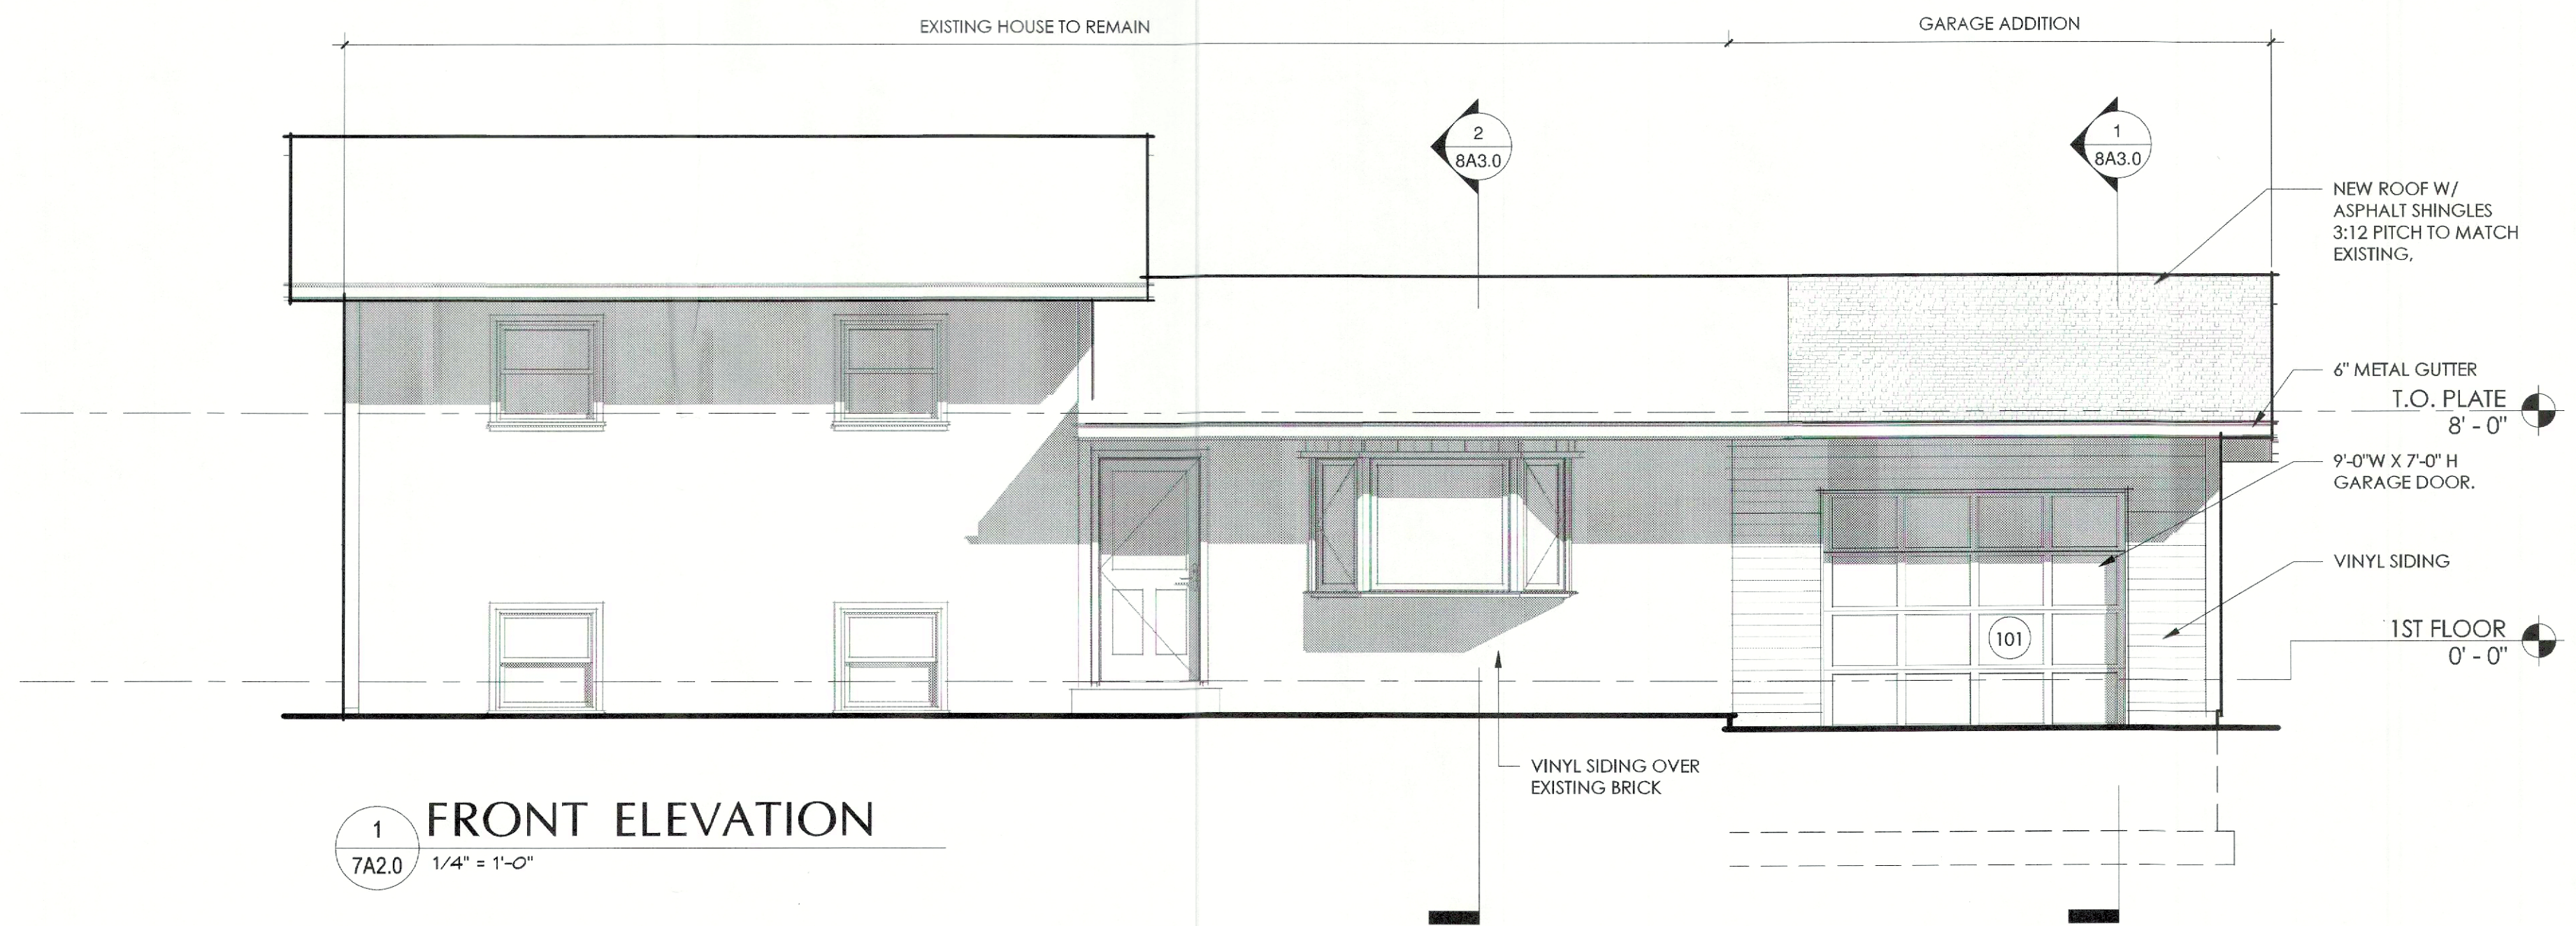 EXISTING HOUSE TO REMAIN
GARAGE ADDITION
2
8A3.0
1
8A3.0
NEW ROOF W/
ASPHALT SHINGLES
3:12 PITCH TO MATCH
EXISTING,
6" METAL GUTTER
T.O. PLATE
8' - 0"
9'-0"W X 7'-0" H
GARAGE DOOR.
VINYL SIDING
101
1ST FLOOR
0' - 0"
VINYL SIDING OVER
EXISTING BRICK
1
7A2.0
FRONT ELEVATION
1/4" = 1'-0"